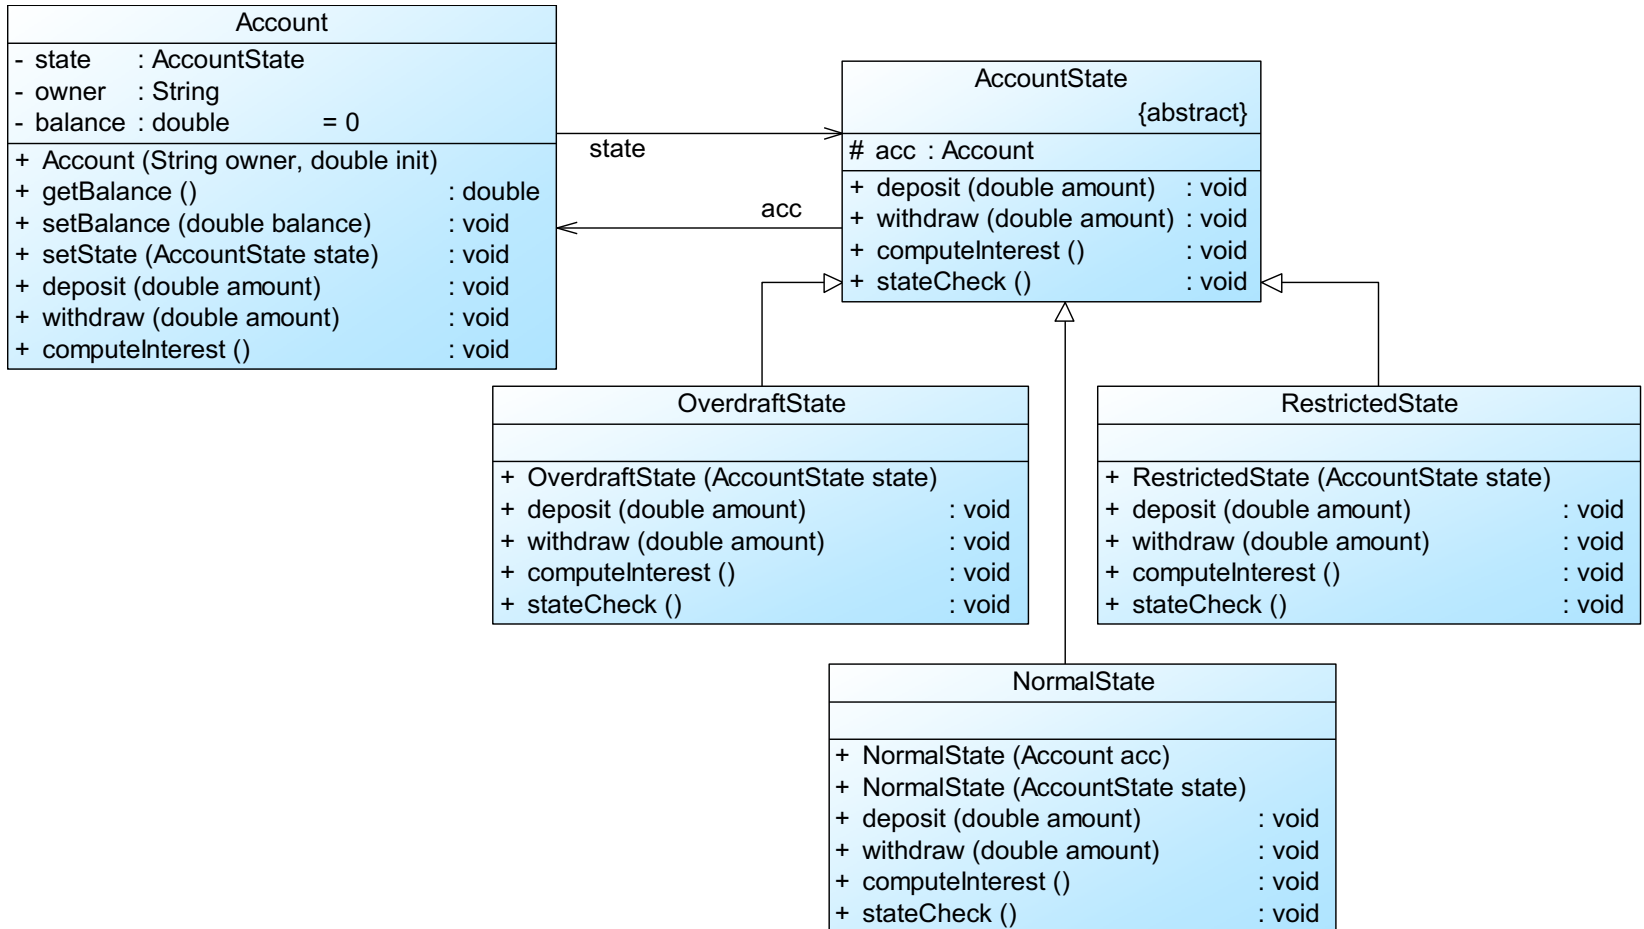 Account
- state : AccountState
- owner : String
- balance : double = 0
+ Account (String owner, double init)
+ getBalance () : double
+ setBalance (double balance) : void
+ setState (AccountState state) : void
+ deposit (double amount) : void
+ withdraw (double amount) : void
+ computeInterest () : void
state
acc
AccountState
{abstract}
# acc : Account
+ deposit (double amount) : void
+ withdraw (double amount) : void
+ computeInterest () : void
+ stateCheck () : void
OverdraftState
+ OverdraftState (AccountState state)
+ deposit (double amount) : void
+ withdraw (double amount) : void
+ computeInterest () : void
+ stateCheck () : void
RestrictedState
+ RestrictedState (AccountState state)
+ deposit (double amount) : void
+ withdraw (double amount) : void
+ computeInterest () : void
+ stateCheck () : void
NormalState
+ NormalState (Account acc)
+ NormalState (AccountState state)
+ deposit (double amount) : void
+ withdraw (double amount) : void
+ computeInterest () : void
+ stateCheck () : void